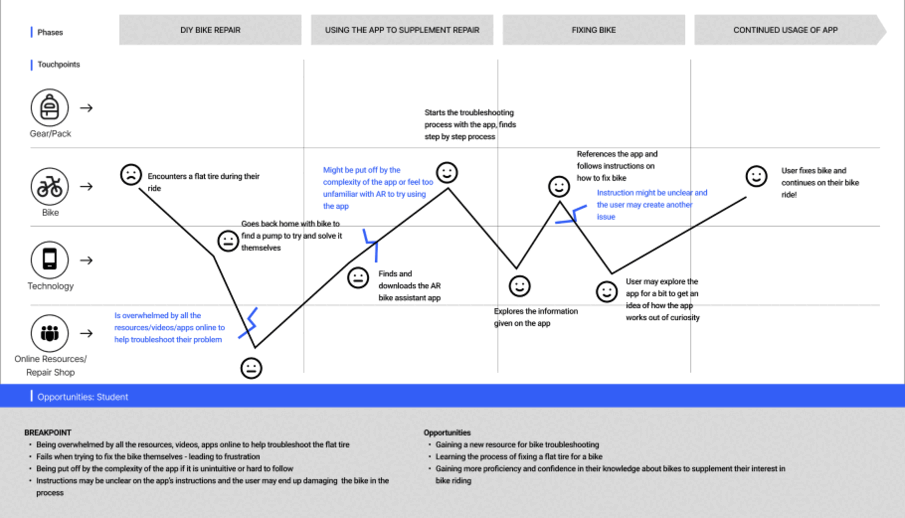 Phases
DIY BIKE REPAIR
USING THE APP TO SUPPLEMENT REPAIR
FIXING BIKE
CONTINUED USAGE OF APP
Touchpoints
Gear/Pack
Bike
Technology
Online Resources/
Repair Shop
Encounters a flat tire during their
ride
Goes back home with bike to
find a pump to try and solve it
themselves
Is overwhelmed by all the
resources/videos/apps online to
help troubleshoot their problem
Might be put off by the
complexity of the app or feel too
unfamiliar with AR to try using
the app
Finds and
downloads the AR
bike assistant app
Starts the troubleshooting
process with the app, finds
step by step process
Explores the information
given on the app
References the app and
follows instructions on
how to fix bike
Instruction might be unclear and
the user may create another
issue
User may explore the
app for a bit to get an
idea of how the app
works out of curiosity
User fixes bike and
continues on their bike
ride!
Opportunities: Student
BREAKPOINT
• Being overwhelmed by all the resources, videos, apps online to help troubleshoot the flat tire
• Fails when trying to fix the bike themselves - leading to frustration
• Being put off by the complexity of the app if it is unintuitive or hard to follow
• Instructions may be unclear on the app's instructions and the user may end up damaging the bike in the
process
Opportunities
• Gaining a new resource for bike troubleshooting
• Learning the process of fixing a flat tire for a bike
• Gaining more proficiency and confidence in their knowledge about bikes to supplement their interest in
bike riding